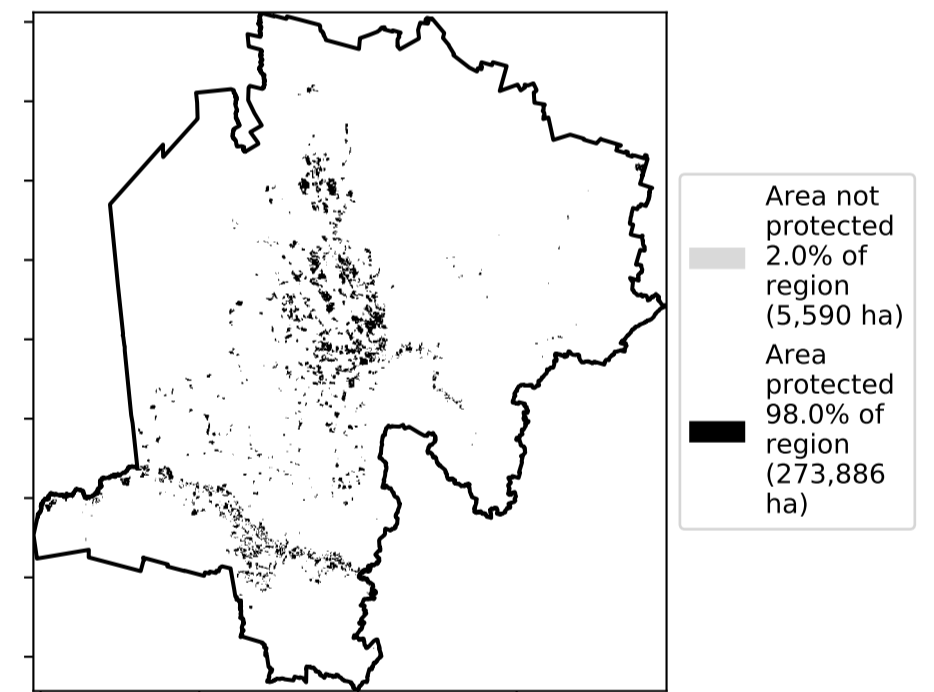 Area not
protected
2.0% of
region
(5,590 ha)
Area
protected
98.0% of
region
(273,886
ha)